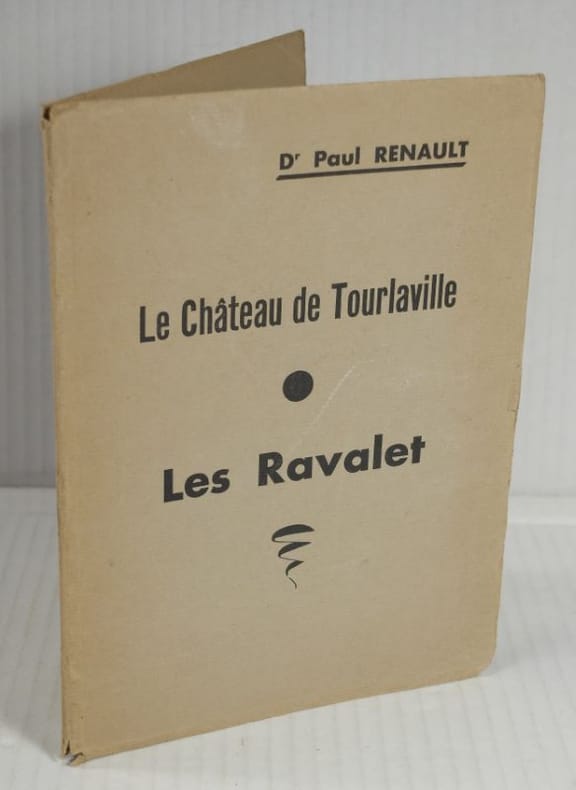 Dr Paul RENAULT
Le Château de Tourlaville
Les Ravalet